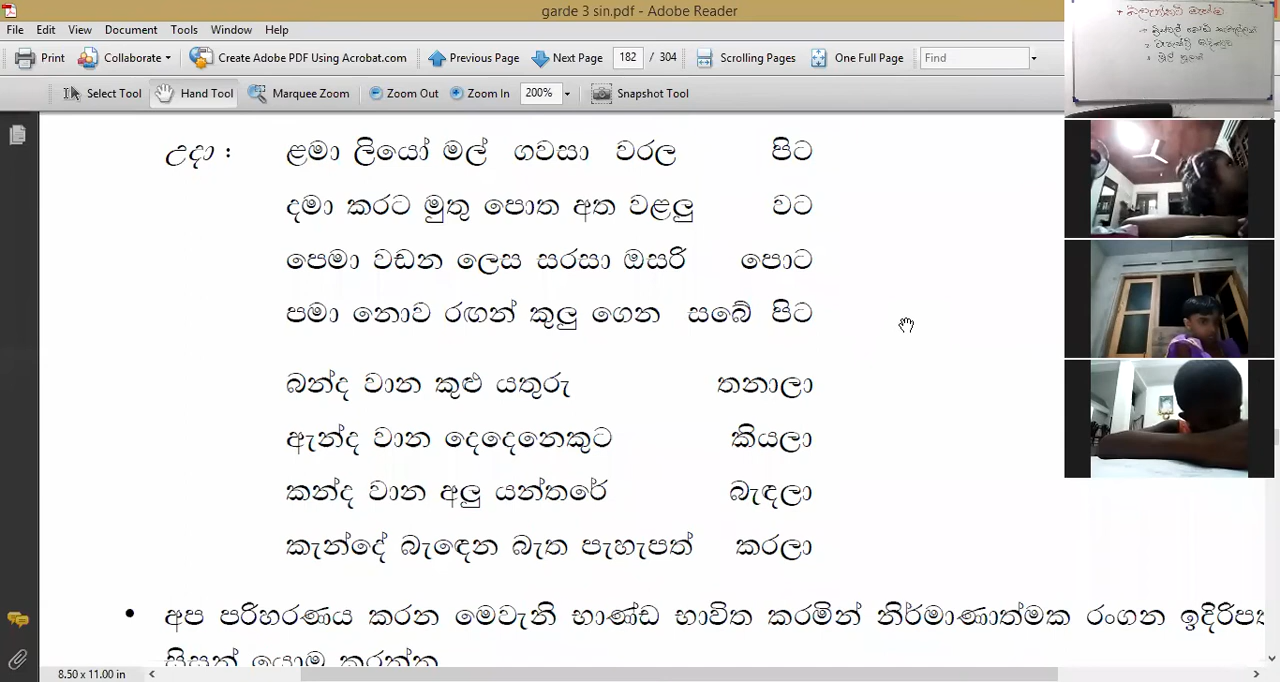 garde 3 sin.pdf - Adobe Reader
File Edit View Document Tools Window Help
Print Collaborate Create Adobe PDF Using Acrobat.com Previous Page Next Page 182 / 304 Scrolling Pages One Full Page Find
Select Tool Hand Tool Marquee Zoom Zoom Out Zoom In 200% Snapshot Tool
උදා : ළමා ලියෝ මල් ගවසා වරල පිට
දමා කරට මුතු පොත අත වළලු වට
පෙමා වඩන ලෙස සරසා ඔසරි පොට
පමා නොව රඟන් කුලු ගෙන සබේ පිට
බන්ද වාන කුළු යතුරු තනාලා
ඇන්ද වාන දෙදෙනෙකුට කියලා
කන්ද වාන අලු යන්තරේ බැඳලා
කැන්දේ බැඳෙන බැත පැහැපත් කරලා
• අප පරිහරණය කරන මෙවැනි භාණ්ඩ භාවිත කරමින් නිර්මාණාත්මක රංගන
8.50 x 11.00 in